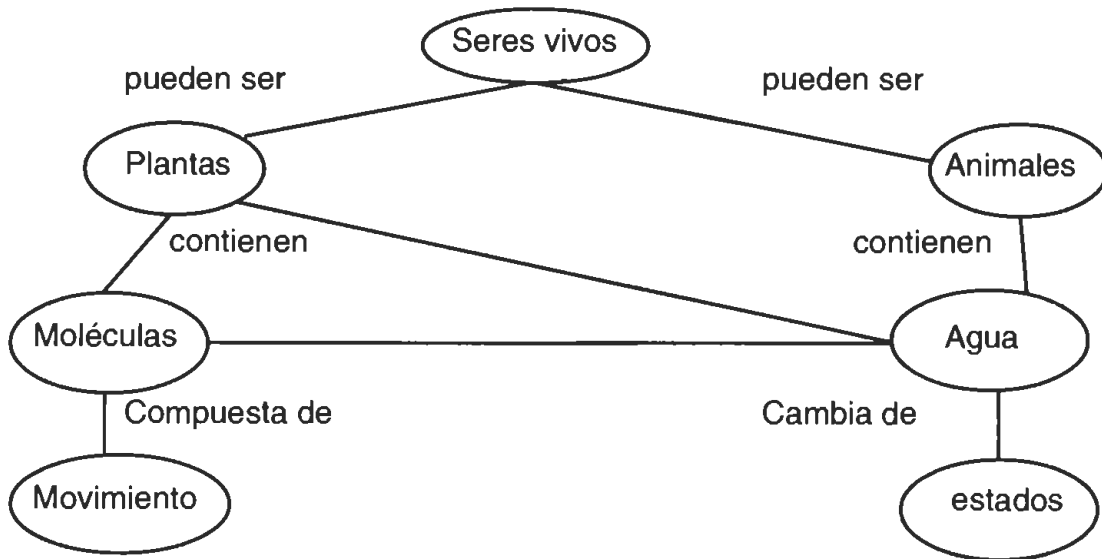 Seres vivos
pueden ser
pueden ser
Plantas
Animales
contienen
contienen
Moléculas
Agua
Compuesta de
Cambia de
Movimiento
estados